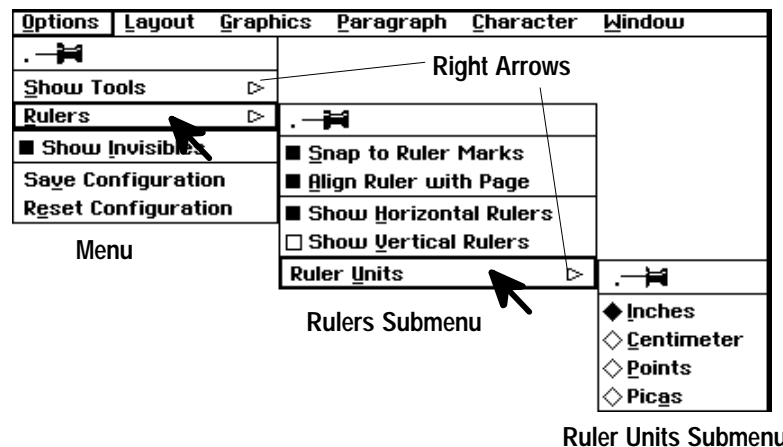 Options Layout Graphics Paragraph Character Window
Right Arrows
Show Tools
Rulers
Show Invisibles
Save Configuration
Reset Configuration
Menu
Snap to Ruler Marks
Align Ruler with Page
Show Horizontal Rulers
Show Vertical Rulers
Ruler Units
Rulers Submenu
Inches
Centimeter
Points
Picas
Ruler Units Submenu